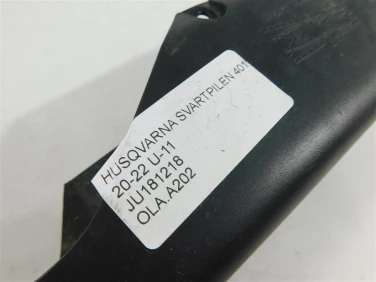 HUSQVARNA SVARTPILEN 401
20-22 U-11
JU181218
OLA.A202